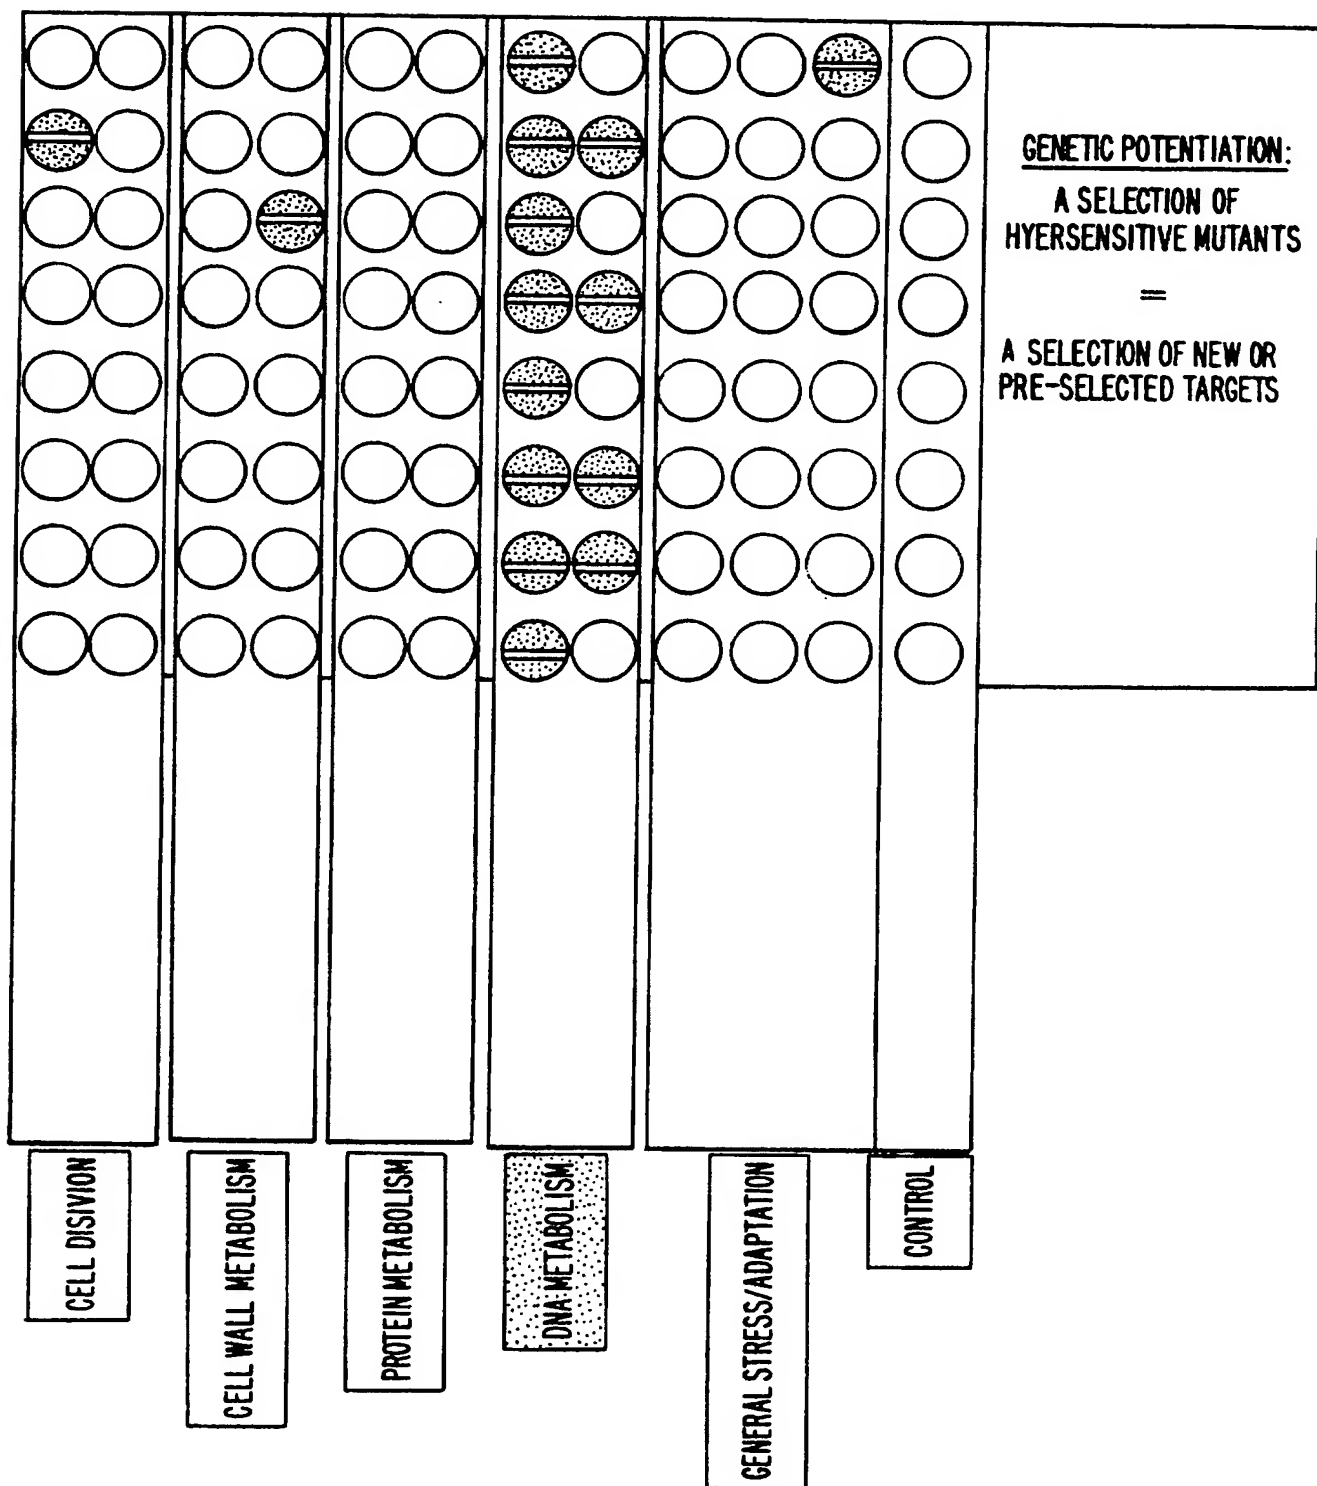 GENETIC POTENTIATION:
A SELECTION OF
HYERSENSITIVE MUTANTS
=
A SELECTION OF NEW OR
PRE-SELECTED TARGETS
CELL DISIVION
CELL WALL METABOLISM
PROTEIN METABOLISM
DNA METABOLISM
GENERAL STRESS/ADAPTATION
CONTROL